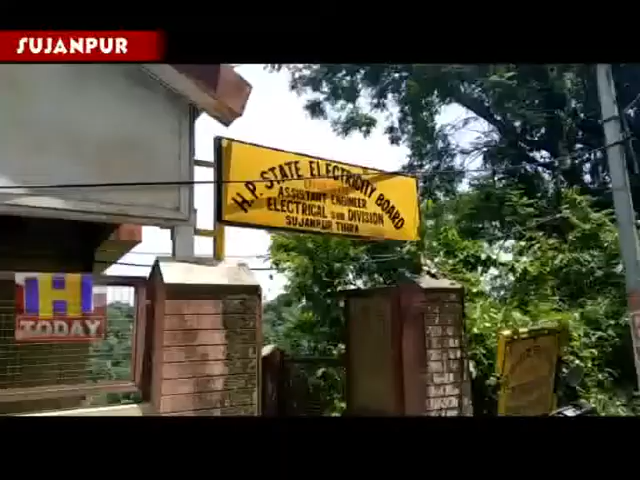 SUJANPUR
H.P. STATE ELECTRICITY BOARD
ASSISTANT ENGINEER
ELECTRICAL SUB DIVISION
SUJANPUR TIHRA
H
TODAY